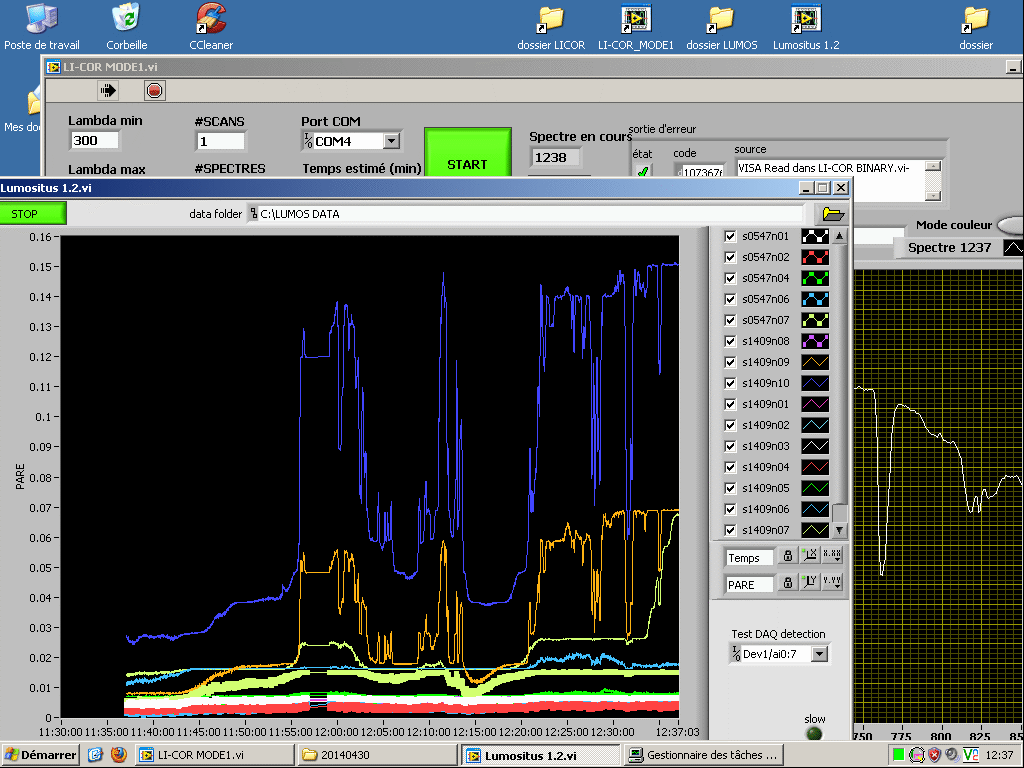 Poste de travail
Corbeille
CCleaner
dossier LICOR
LI-COR_MODE1
dossier LUMOS
Lumositus 1.2
dossier
Mes do
LI-COR MODE1.vi
Lambda min
300
#SCANS
1
Port COM
COM4
START
Spectre en cours
1238
sortie d'erreur
état
code
107367
source
VISA Read dans LI-COR BINARY.vi-
Lambda max
#SPECTRES
Temps estimé (min)
Mode couleur
Spectre 1237
Lumositus 1.2.vi
STOP
data folder
C:\LUMOS DATA
0.16
0.15
0.14
0.13
0.12
0.11
0.1
0.09
0.08
0.07
0.06
0.05
0.04
0.03
0.02
0.01
0
PARE
11:30:00
11:35:00
11:40:00
11:45:00
11:50:00
11:55:00
12:00:00
12:05:00
12:10:00
12:15:00
12:20:00
12:25:00
12:30:00
12:37:03
s0547n01
s0547n02
s0547n04
s0547n06
s0547n07
s1409n08
s1409n09
s1409n10
s1409n01
s1409n02
s1409n03
s1409n04
s1409n05
s1409n06
s1409n07
Temps
PARE
Test DAQ detection
Dev1/ai0:7
slow
750
775
800
825
85
Démarrer
LI-COR MODE1.vi
20140430
Lumositus 1.2.vi
Gestionnaire des tâches ...
V2
12:37